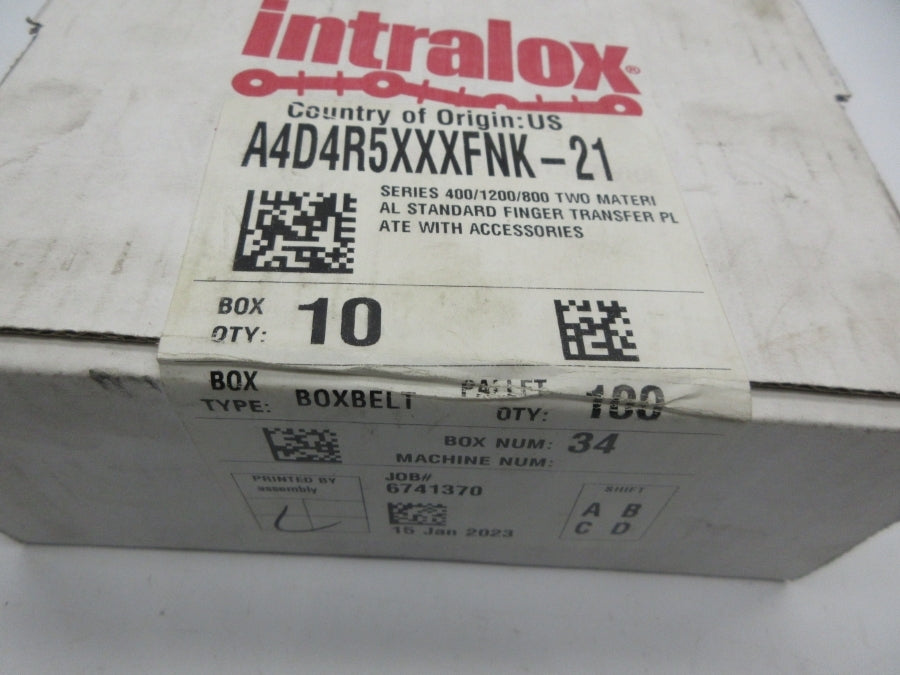 intralox®
Country of Origin:US
A4D4R5XXXFNK-21
SERIES 400/1200/800 TWO MATERI
AL STANDARD FINGER TRANSFER PL
ATE WITH ACCESSORIES
BOX QTY: 10
BOX TYPE: BOXBELT
PALLET QTY: 100
BOX NUM: 34
MACHINE NUM:
PRINTED BY
assembly
JOB#
6741370
15 Jan 2023
SHIFT
A B
C D